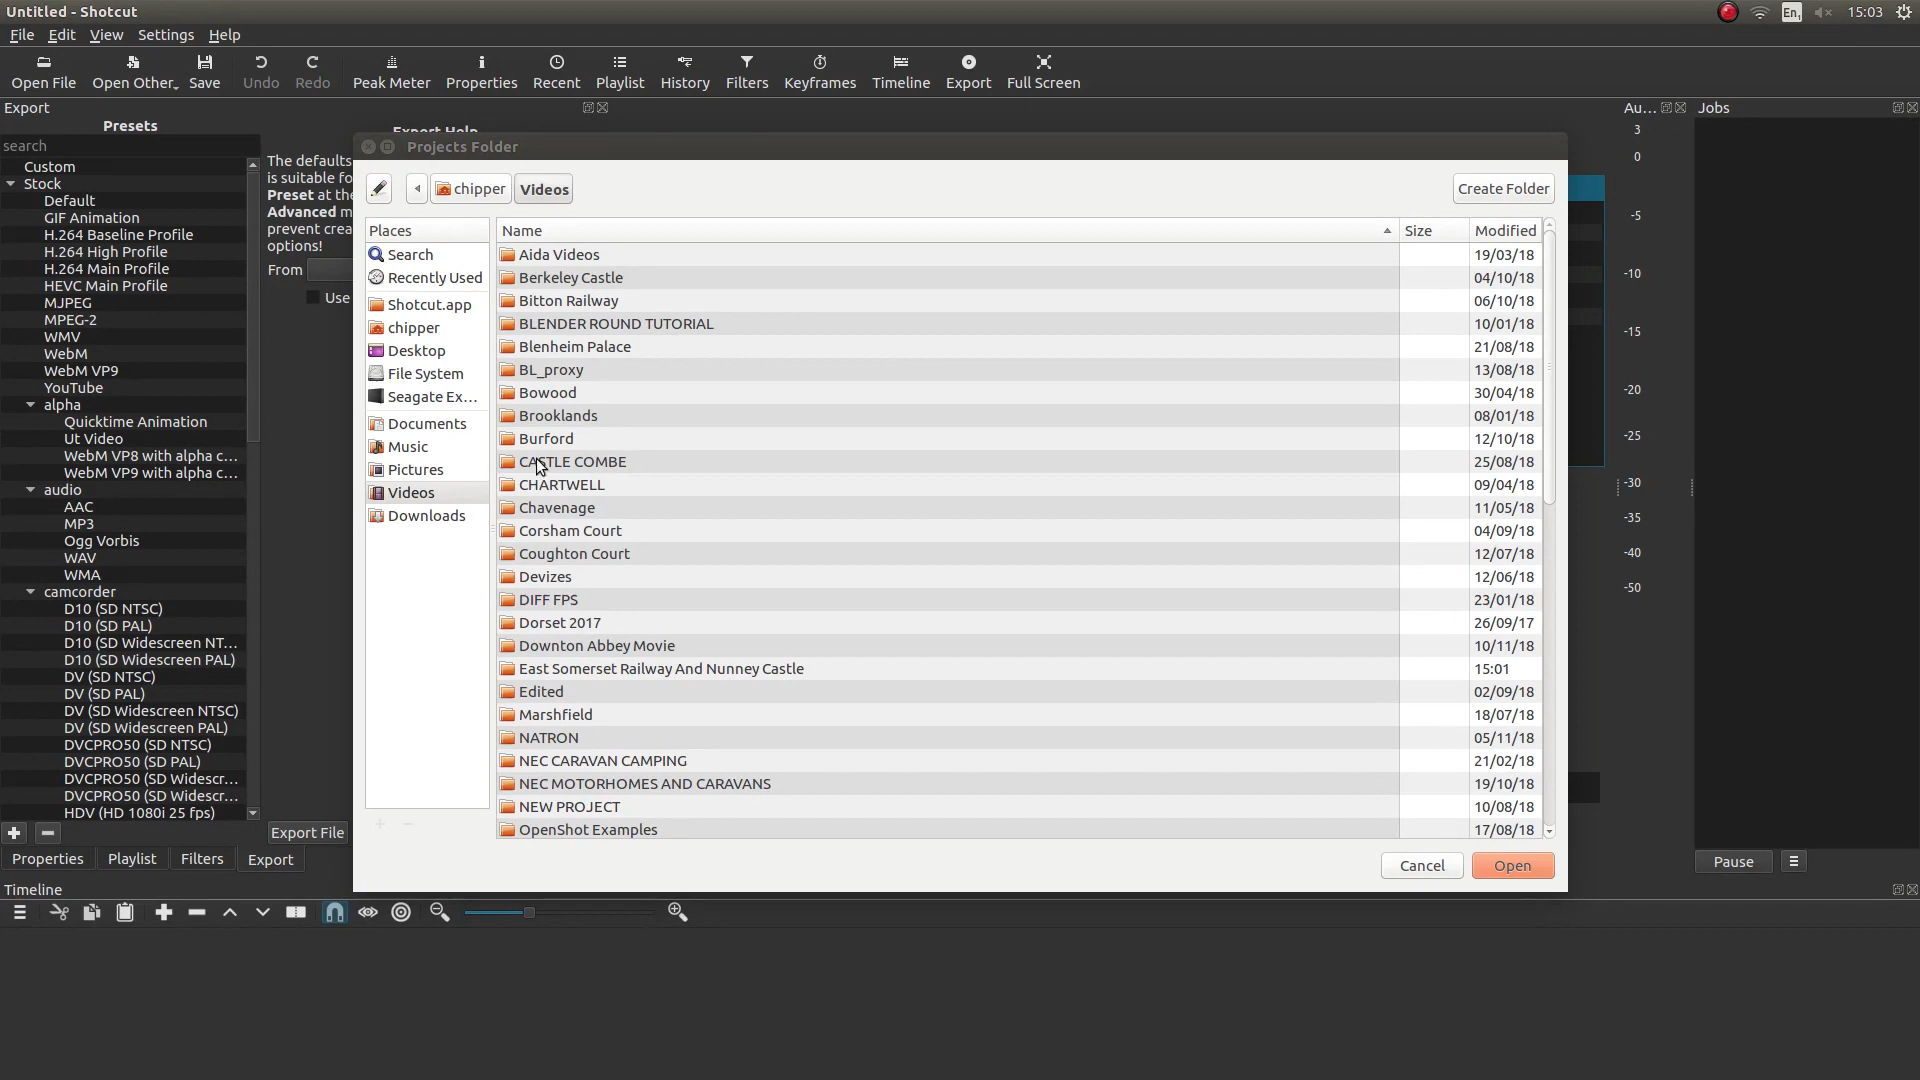 Untitled - Shotcut
En1
15:03
File Edit View Settings Help
Open File Open Other... Save Undo Redo Peak Meter Properties Recent Playlist History Filters Keyframes Timeline Export Full Screen
Export
Au...
Jobs
Presets
Export Help
search
Custom
Stock
Default
GIF Animation
H.264 Baseline Profile
H.264 High Profile
H.264 Main Profile
HEVC Main Profile
MJPEG
MPEG-2
WMV
WebM
WebM VP9
YouTube
alpha
Quicktime Animation
Ut Video
WebM VP8 with alpha c...
WebM VP9 with alpha c...
audio
AAC
MP3
Ogg Vorbis
WAV
WMA
camcorder
D10 (SD NTSC)
D10 (SD PAL)
D10 (SD Widescreen NT...
D10 (SD Widescreen PAL)
DV (SD NTSC)
DV (SD PAL)
DV (SD Widescreen NTSC)
DV (SD Widescreen PAL)
DVCPRO50 (SD NTSC)
DVCPRO50 (SD PAL)
DVCPRO50 (SD Widescr...
DVCPRO50 (SD Widescr...
HDV (HD 1080i 25 fps)
The defaults
is suitable fo
Preset at the
Advanced m
prevent crea
options!
From
Use
Export File
Properties Playlist Filters Export
Projects Folder
chipper Videos
Create Folder
Places
Search
Recently Used
Shotcut.app
chipper
Desktop
File System
Seagate Ex...
Documents
Music
Pictures
Videos
Downloads
Name Size Modified
Aida Videos 19/03/18
Berkeley Castle 04/10/18
Bitton Railway 06/10/18
BLENDER ROUND TUTORIAL 10/01/18
Blenheim Palace 21/08/18
BL_proxy 13/08/18
Bowood 30/04/18
Brooklands 08/01/18
Burford 12/10/18
CASTLE COMBE 25/08/18
CHARTWELL 09/04/18
Chavenage 11/05/18
Corsham Court 04/09/18
Coughton Court 12/07/18
Devizes 12/06/18
DIFF FPS 23/01/18
Dorset 2017 26/09/17
Downton Abbey Movie 10/11/18
East Somerset Railway And Nunney Castle 15:01
Edited 02/09/18
Marshfield 18/07/18
NATRON 05/11/18
NEC CARAVAN CAMPING 21/02/18
NEC MOTORHOMES AND CARAVANS 19/10/18
NEW PROJECT 10/08/18
OpenShot Examples 17/08/18
Cancel Open
3
0
-5
-10
-15
-20
-25
-30
-35
-40
-50
Pause
Timeline